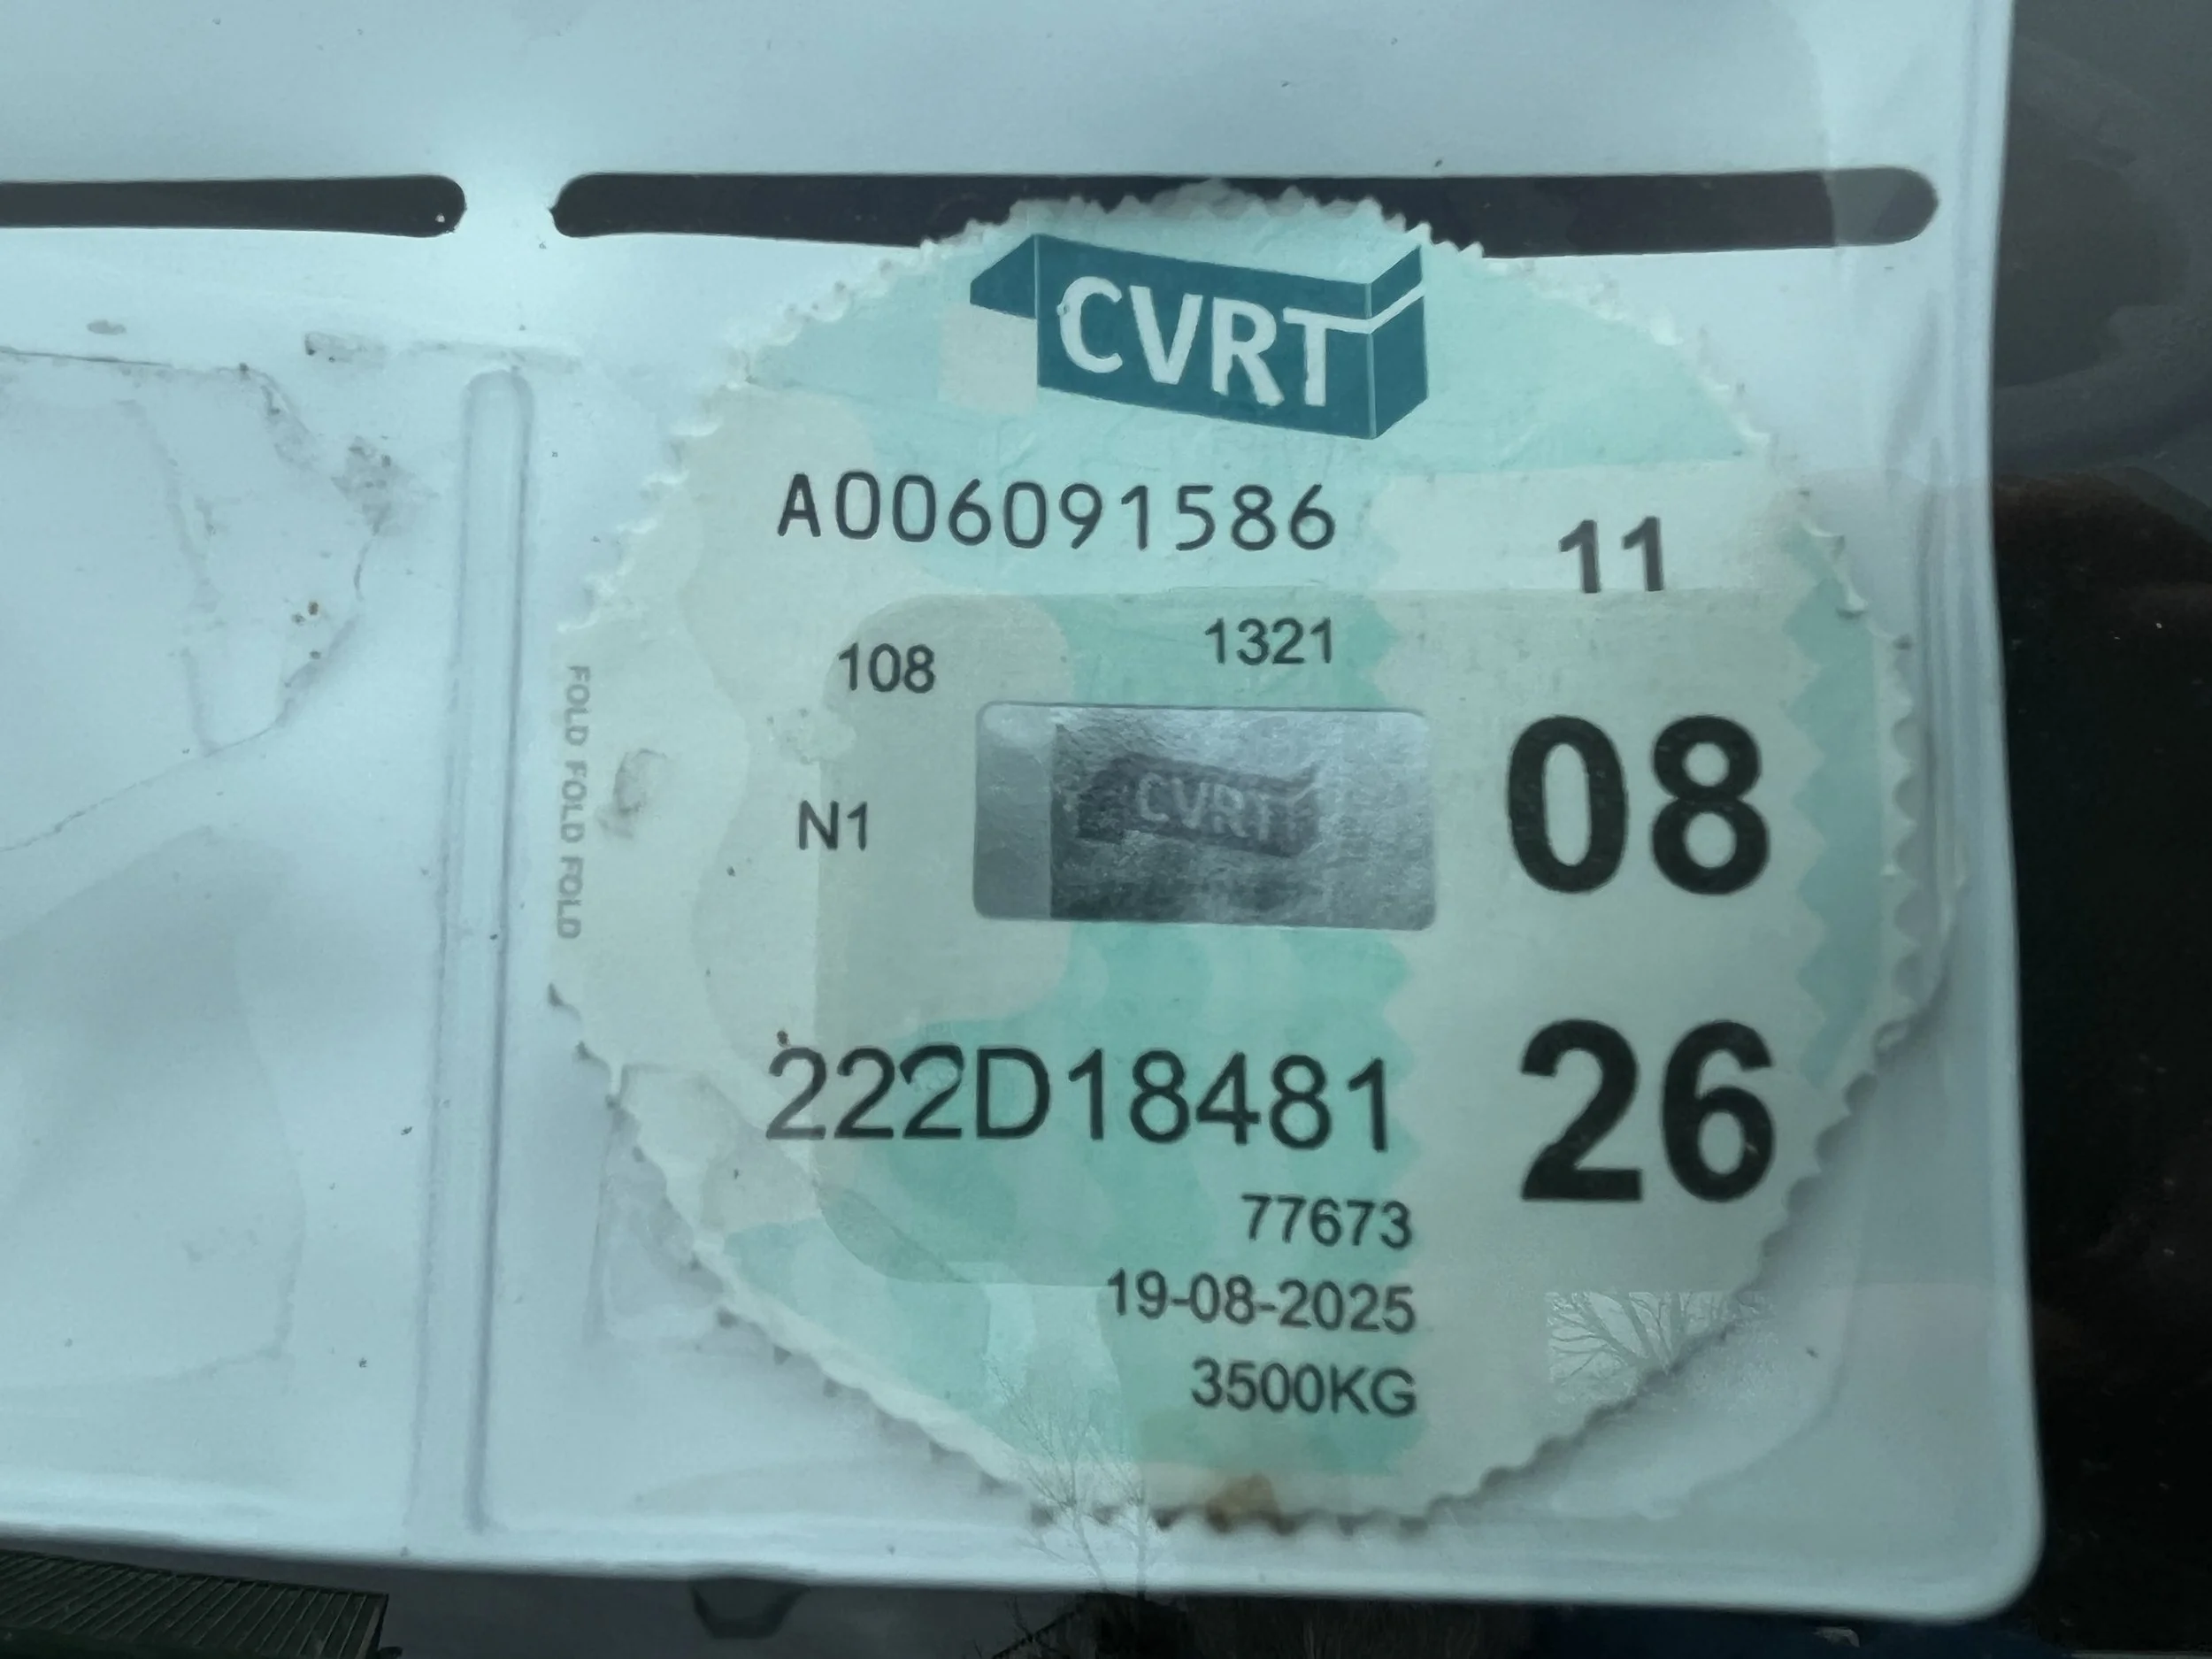 CVRT
A006091586
11
108
1321
N1
CVRT
08
222D18481
26
77673
19-08-2025
3500KG
FOLD FOLD FOLD